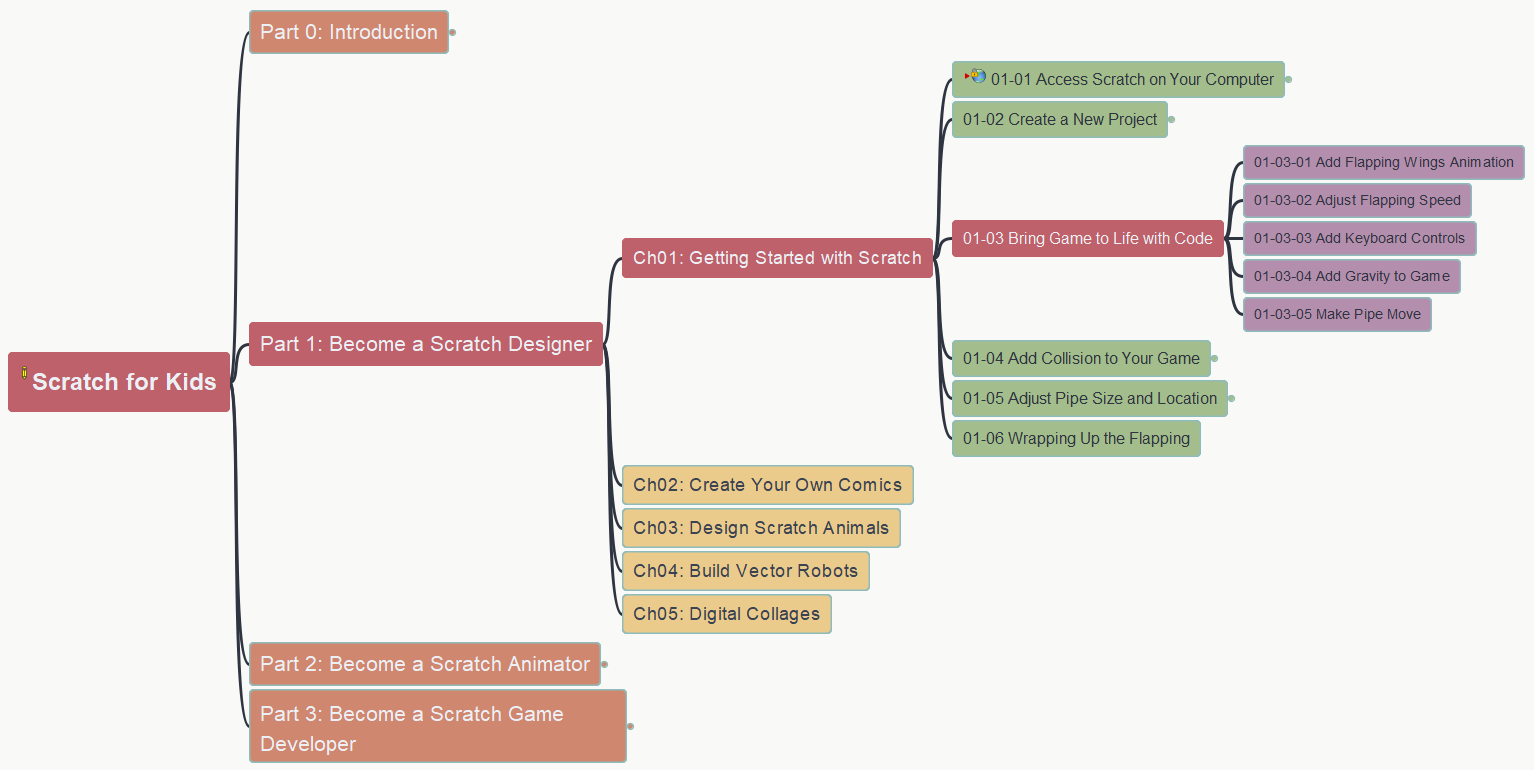 Scratch for Kids
Part 0: Introduction
Part 1: Become a Scratch Designer
Ch01: Getting Started with Scratch
01-01 Access Scratch on Your Computer
01-02 Create a New Project
01-03 Bring Game to Life with Code
01-03-01 Add Flapping Wings Animation
01-03-02 Adjust Flapping Speed
01-03-03 Add Keyboard Controls
01-03-04 Add Gravity to Game
01-03-05 Make Pipe Move
01-04 Add Collision to Your Game
01-05 Adjust Pipe Size and Location
01-06 Wrapping Up the Flapping
Ch02: Create Your Own Comics
Ch03: Design Scratch Animals
Ch04: Build Vector Robots
Ch05: Digital Collages
Part 2: Become a Scratch Animator
Part 3: Become a Scratch Game
Developer